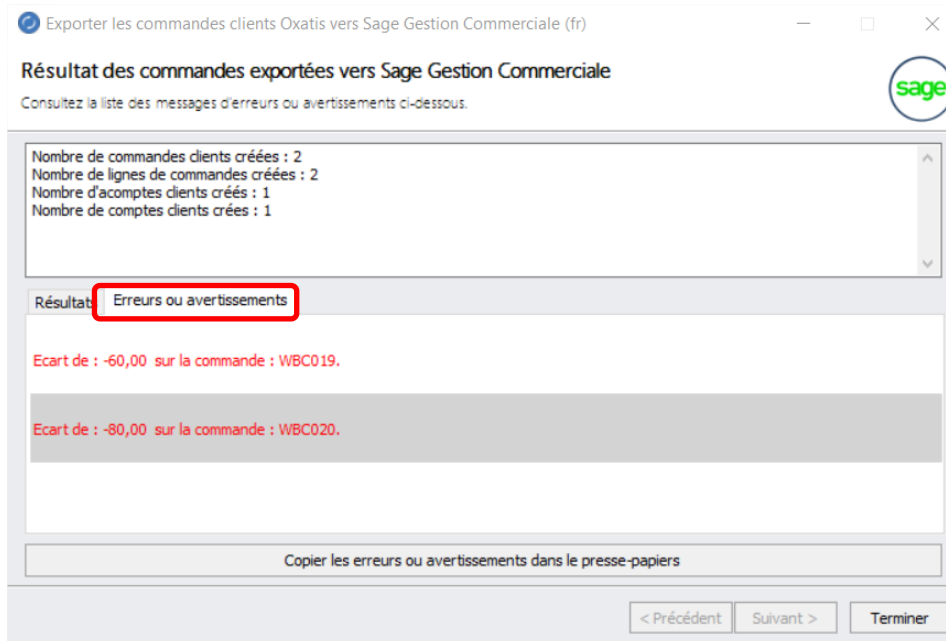 Exporter les commandes clients Oxatis vers Sage Gestion Commerciale (fr)
Résultat des commandes exportées vers Sage Gestion Commerciale
Consultez la liste des messages d'erreurs ou avertissements ci-dessous.
sage
Nombre de commandes clients créées : 2
Nombre de lignes de commandes créées : 2
Nombre d'acomptes clients créés : 1
Nombre de comptes clients crées : 1
Résultats Erreurs ou avertissements
Ecart de : -60,00 sur la commande : WBC019.
Ecart de : -80,00 sur la commande : WBC020.
Copier les erreurs ou avertissements dans le presse-papiers
< Précédent Suivant > Terminer